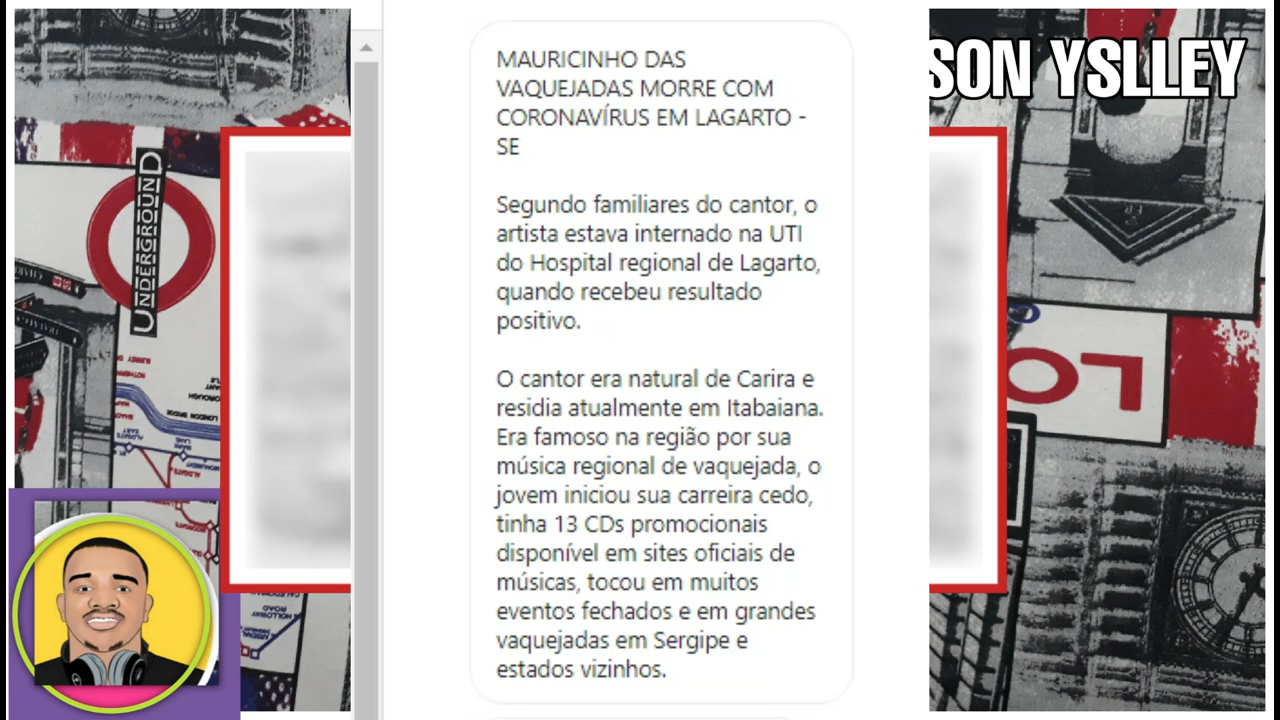 SON YSLLEY
MAURICINHO DAS
VAQUEJADAS MORRE COM
CORONAVÍRUS EM LAGARTO -
SE
Segundo familiares do cantor, o
artista estava internado na UTI
do Hospital regional de Lagarto,
quando recebeu resultado
positivo.
O cantor era natural de Carira e
residia atualmente em Itabaiana.
Era famoso na região por sua
música regional de vaquejada, o
jovem iniciou sua carreira cedo,
tinha 13 CDs promocionais
disponível em sites oficiais de
músicas, tocou em muitos
eventos fechados e em grandes
vaquejadas em Sergipe e
estados vizinhos.
UNDERGROUND
LO